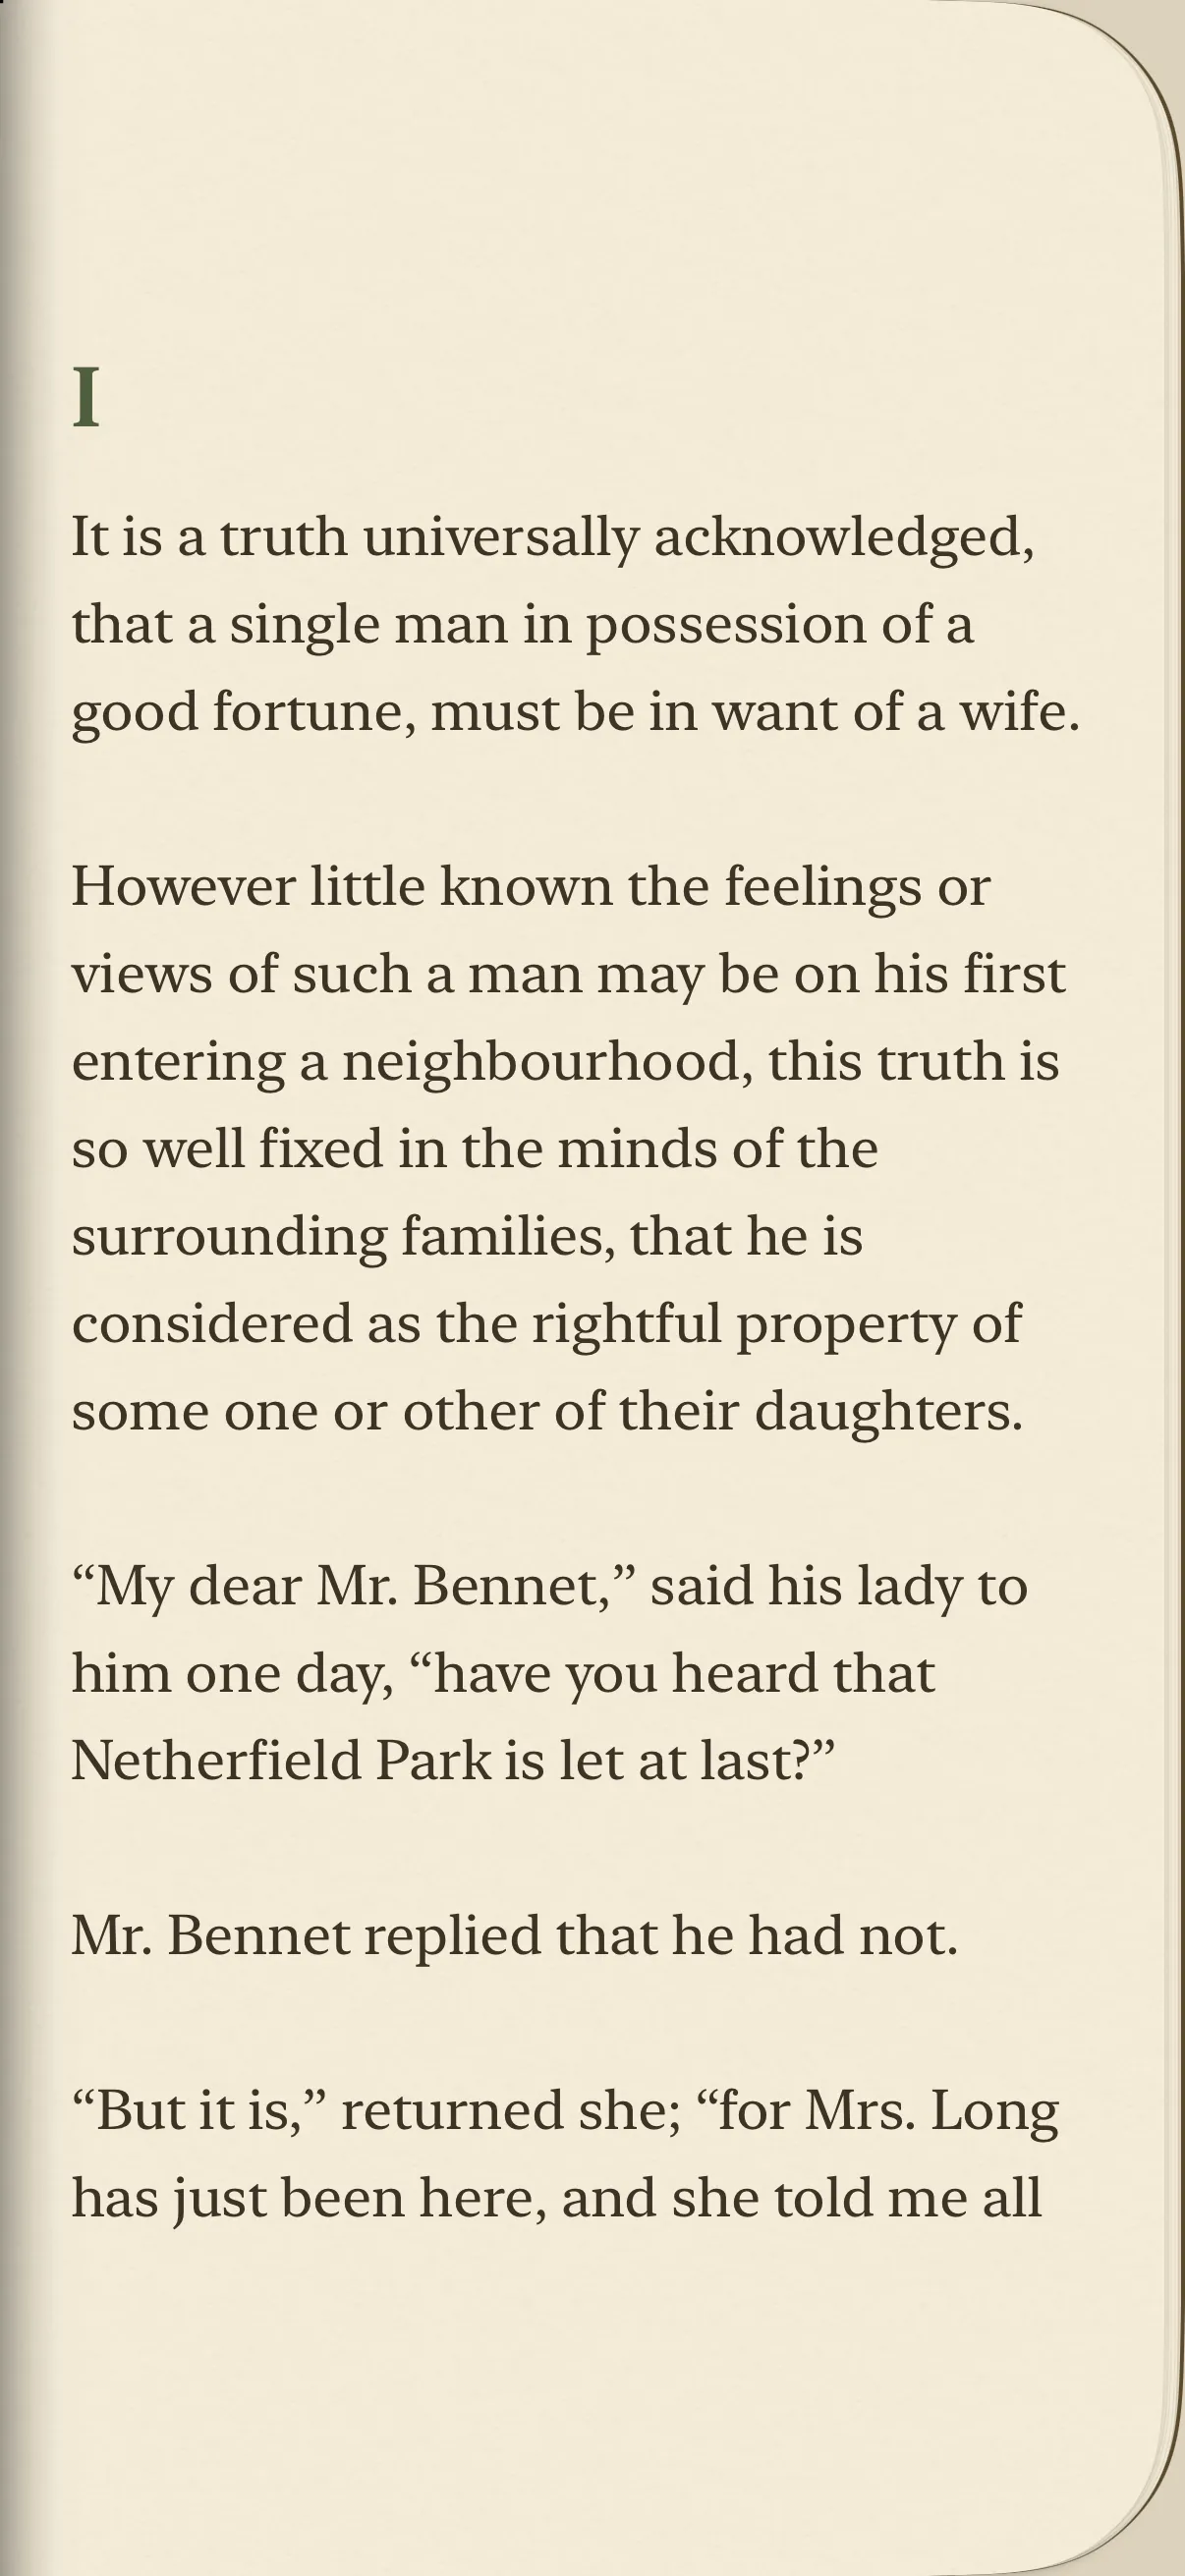 I
It is a truth universally acknowledged,
that a single man in possession of a
good fortune, must be in want of a wife.
However little known the feelings or
views of such a man may be on his first
entering a neighbourhood, this truth is
so well fixed in the minds of the
surrounding families, that he is
considered as the rightful property of
some one or other of their daughters.
“My dear Mr. Bennet,” said his lady to
him one day, “have you heard that
Netherfield Park is let at last?”
Mr. Bennet replied that he had not.
“But it is,” returned she; “for Mrs. Long
has just been here, and she told me all